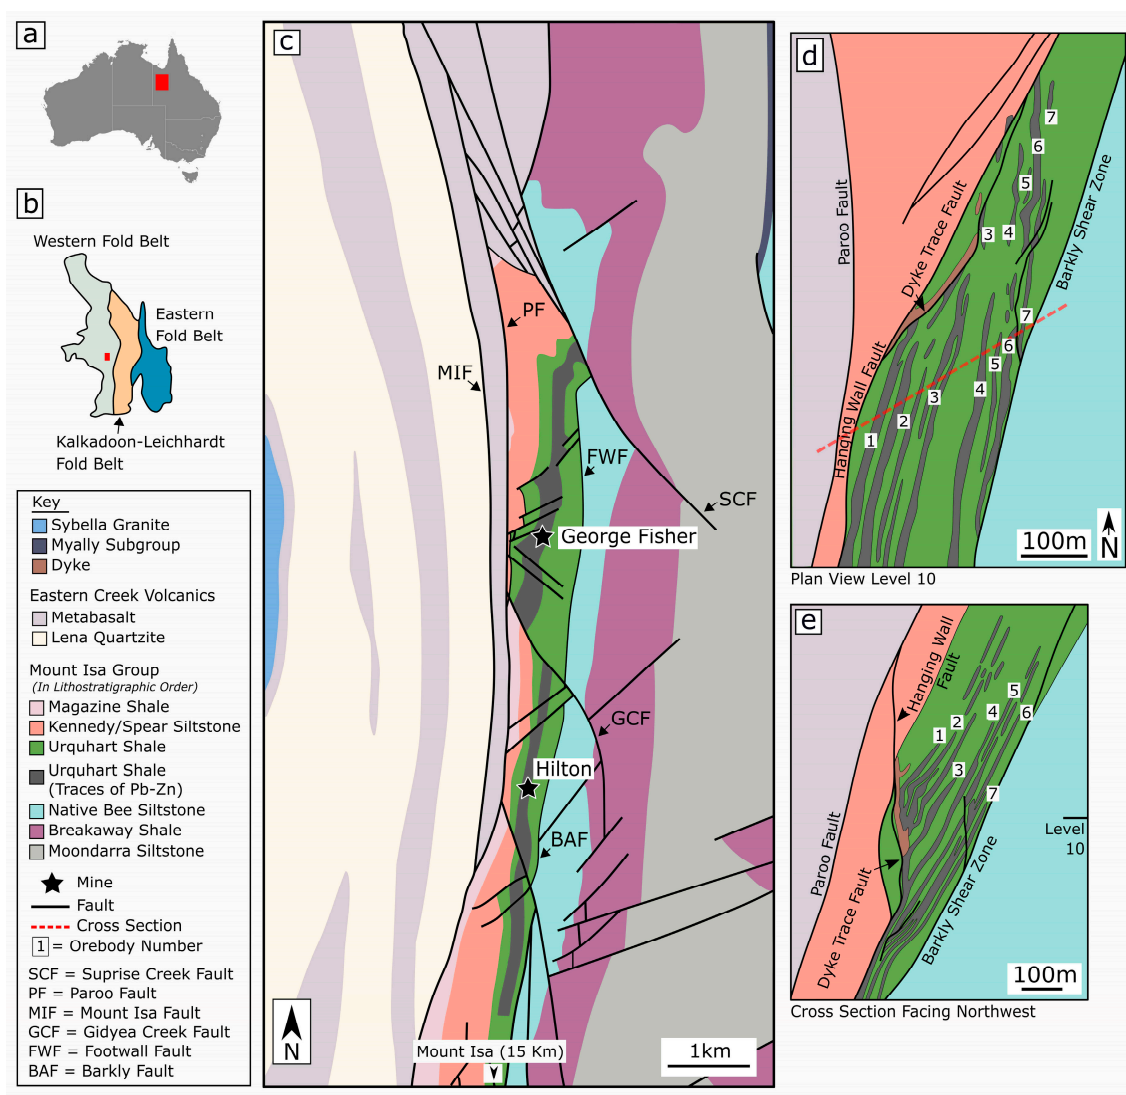 a
b
Western Fold Belt
Eastern
Fold Belt
Kalkadoon-Leichhardt
Fold Belt
Key
Sybella Granite
Myally Subgroup
Dyke
Eastern Creek Volcanics
Metabasalt
Lena Quartzite
Mount Isa Group
(In Lithostratigraphic Order)
Magazine Shale
Kennedy/Spear Siltstone
Urquhart Shale
Urquhart Shale
(Traces of Pb-Zn)
Native Bee Siltstone
Breakaway Shale
Moondarra Siltstone
Mine
Fault
Cross Section
1 = Orebody Number
SCF = Suprise Creek Fault
PF = Paroo Fault
MIF = Mount Isa Fault
GCF = Gidyea Creek Fault
FWF = Footwall Fault
BAF = Barkly Fault
c
PF
MIF
FWF
SCF
George Fisher
GCF
Hilton
BAF
N
Mount Isa (15 Km)
1km
d
7
6
5
3
4
Paroo Fault
Dyke Trace Fault
Barkly Shear Zone
Hanging Wall Fault
7
6
5
4
3
2
1
100m
N
Plan View Level 10
e
Hanging Wall
Fault
5
4
6
2
1
3
7
Level
10
Paroo Fault
Dyke Trace Fault
Barkly Shear Zone
100m
Cross Section Facing Northwest